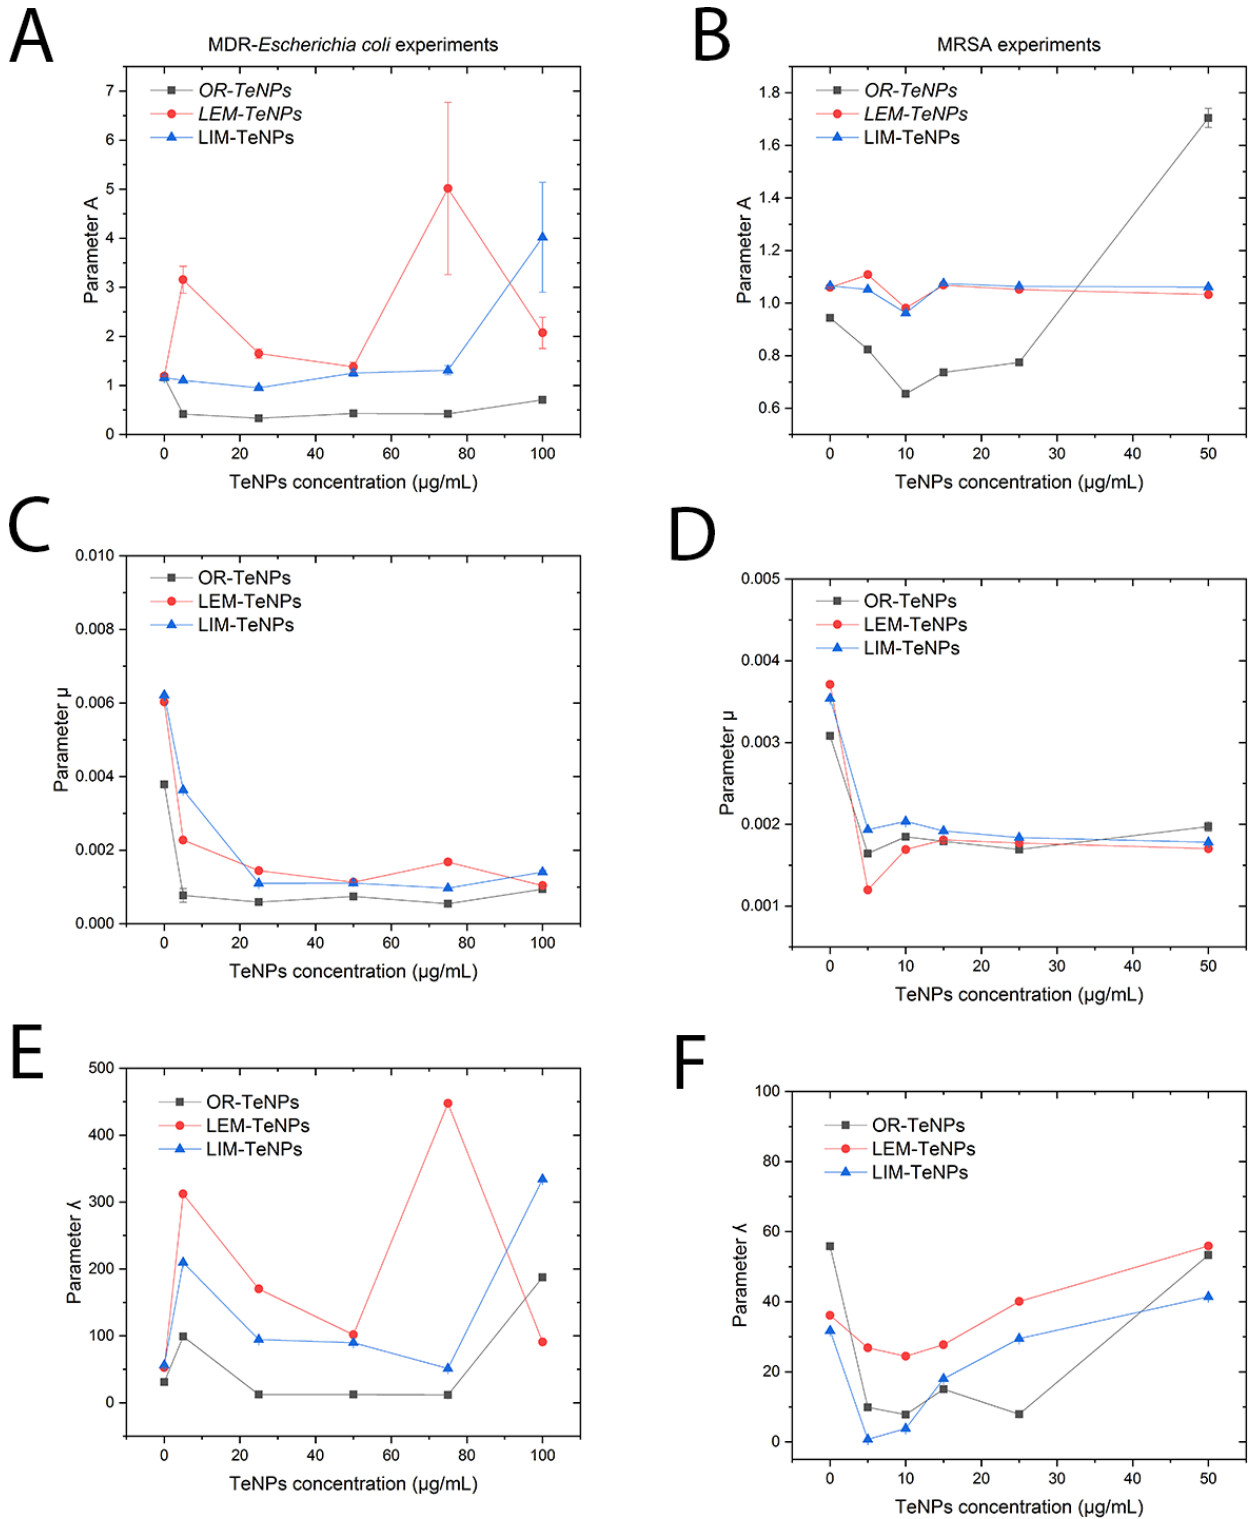 A
MDR-Escherichia coli experiments
OR-TeNPs
LEM-TeNPs
LIM-TeNPs
Parameter A
7
6
5
4
3
2
1
0
0 20 40 60 80 100
TeNPs concentration (µg/mL)
B
MRSA experiments
OR-TeNPs
LEM-TeNPs
LIM-TeNPs
Parameter A
1.8
1.6
1.4
1.2
1.0
0.8
0.6
0 10 20 30 40 50
TeNPs concentration (µg/mL)
C
OR-TeNPs
LEM-TeNPs
LIM-TeNPs
Parameter µ
0.010
0.008
0.006
0.004
0.002
0.000
0 20 40 60 80 100
TeNPs concentration (µg/mL)
D
OR-TeNPs
LEM-TeNPs
LIM-TeNPs
Parameter µ
0.005
0.004
0.003
0.002
0.001
0 10 20 30 40 50
TeNPs concentration (µg/mL)
E
OR-TeNPs
LEM-TeNPs
LIM-TeNPs
Parameter ʎ
500
400
300
200
100
0
0 20 40 60 80 100
TeNPs concentration (µg/mL)
F
OR-TeNPs
LEM-TeNPs
LIM-TeNPs
Parameter ʎ
100
80
60
40
20
0
0 10 20 30 40 50
TeNPs concentration (µg/mL)